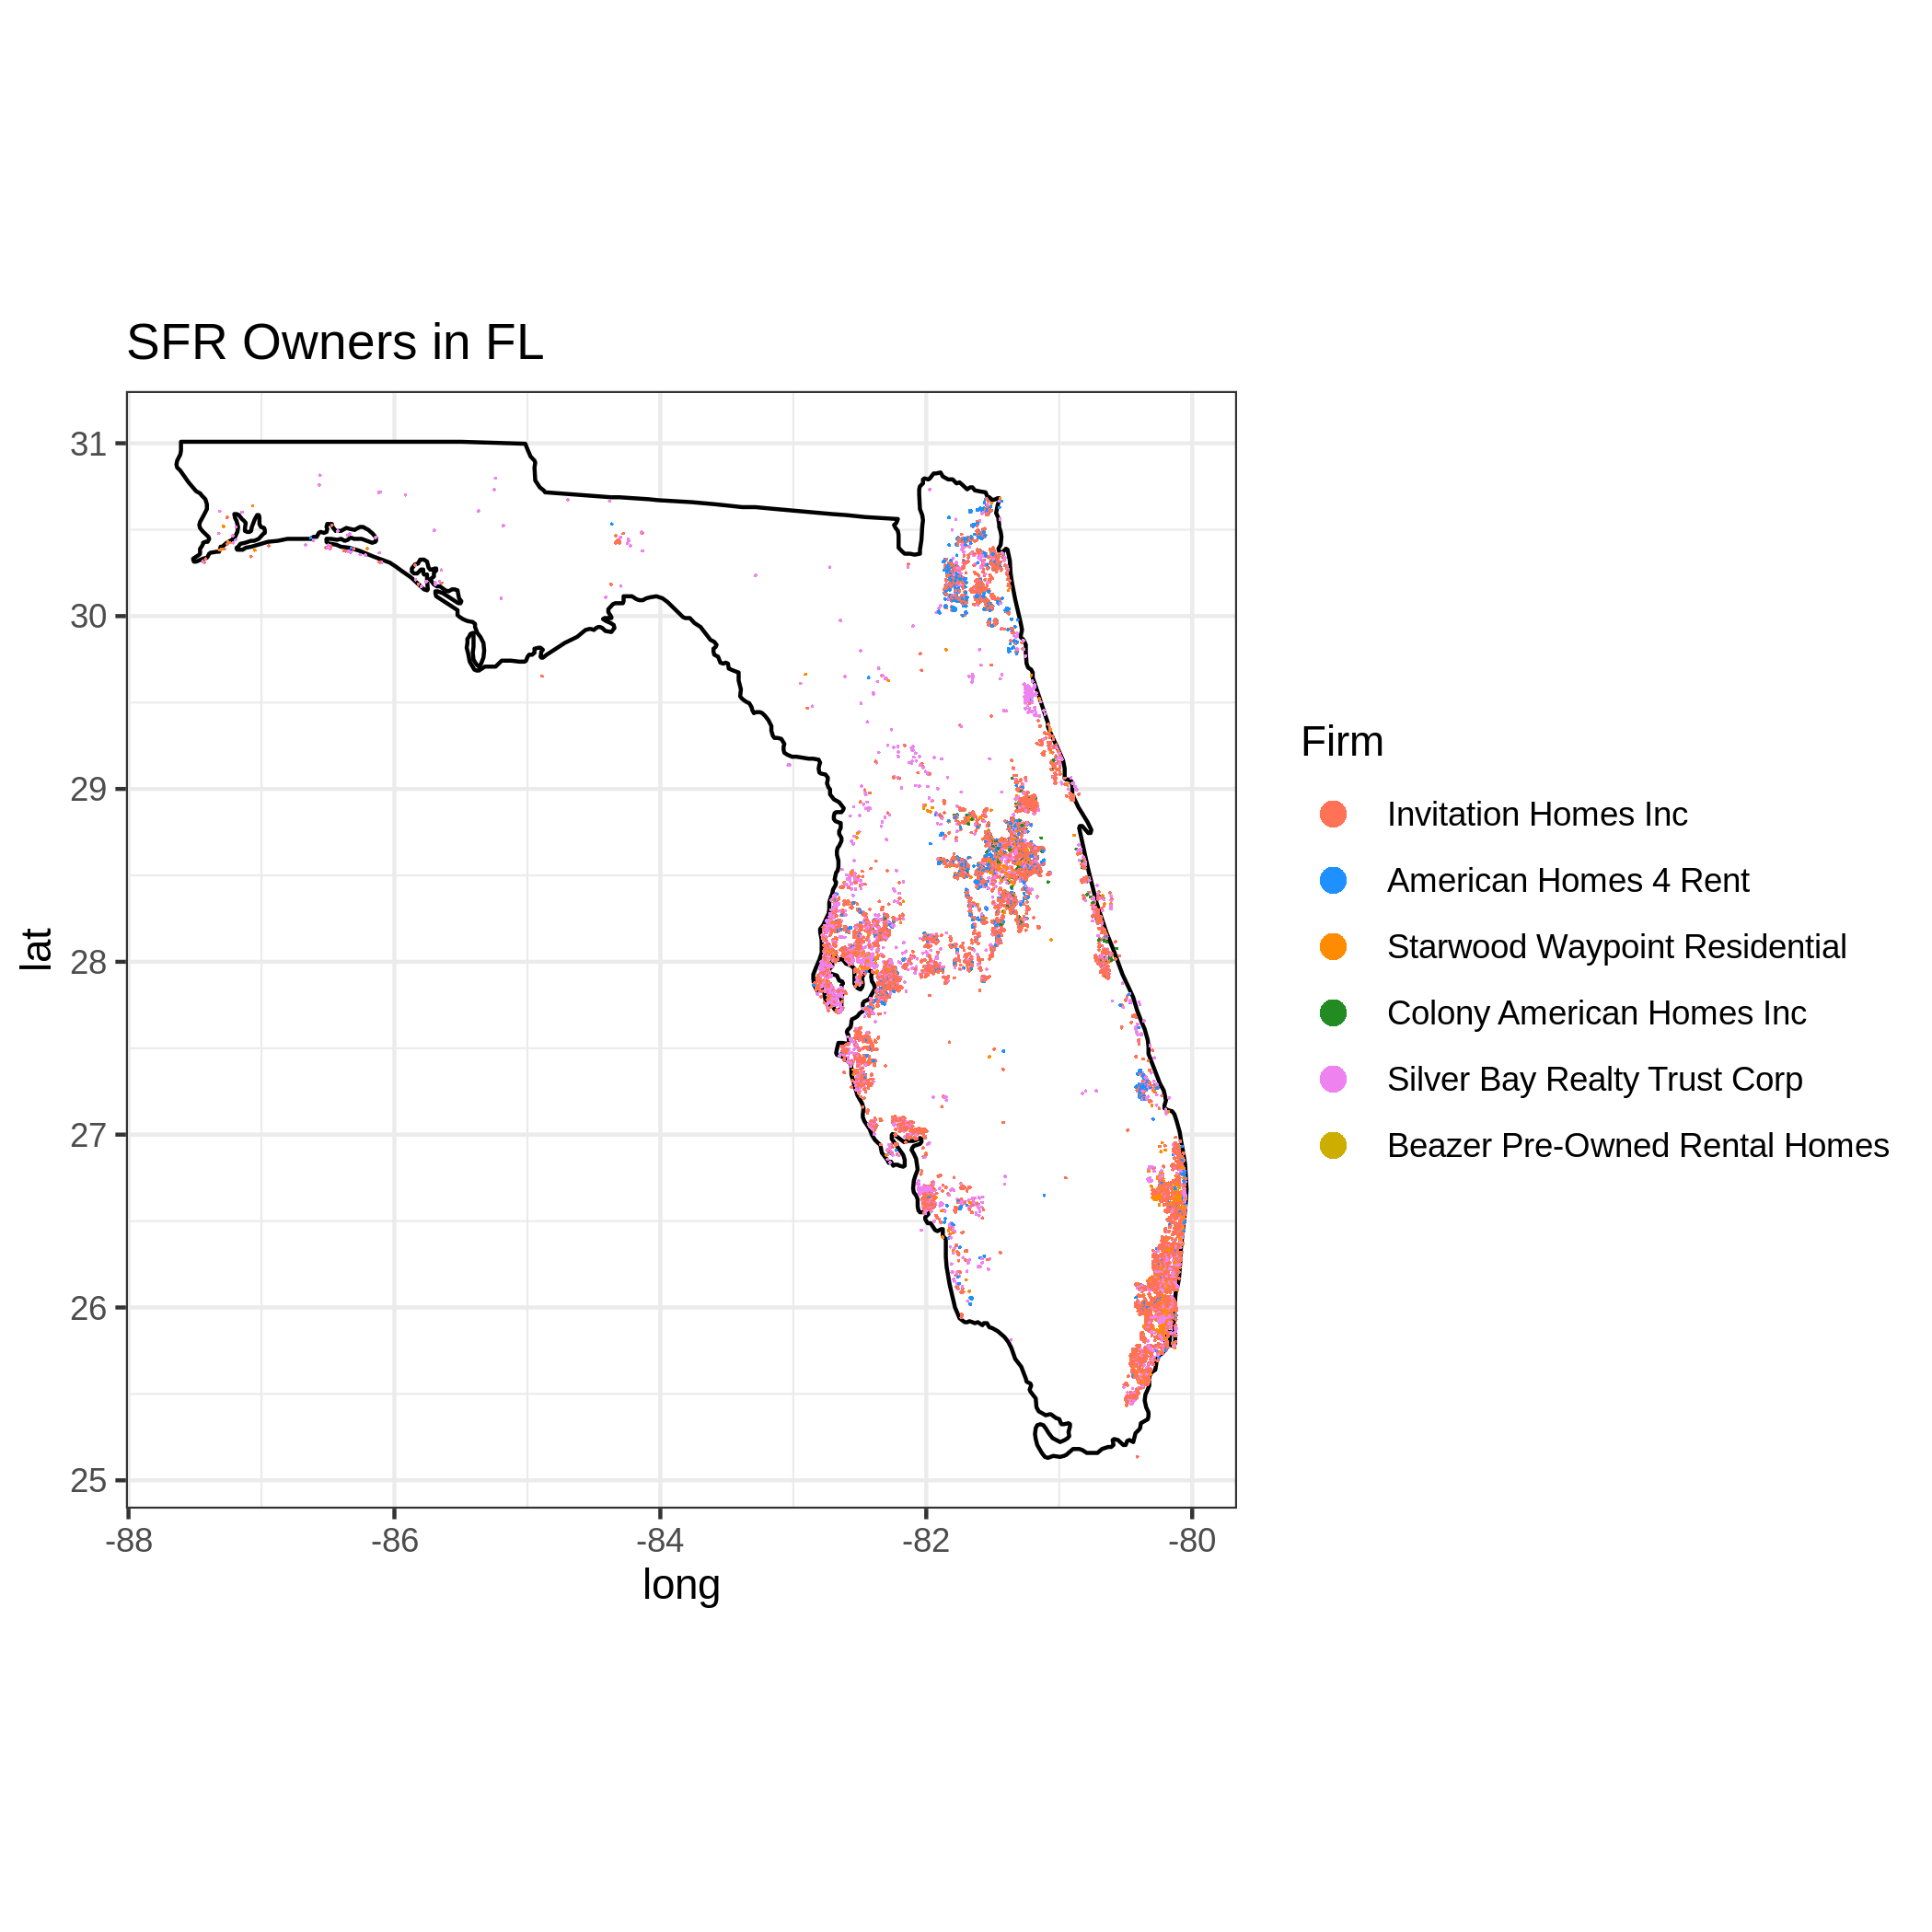 SFR Owners in FL
31
30
29
28
27
26
25
lat
-88 -86 -84 -82 -80
long
Firm
Invitation Homes Inc
American Homes 4 Rent
Starwood Waypoint Residential
Colony American Homes Inc
Silver Bay Realty Trust Corp
Beazer Pre-Owned Rental Homes